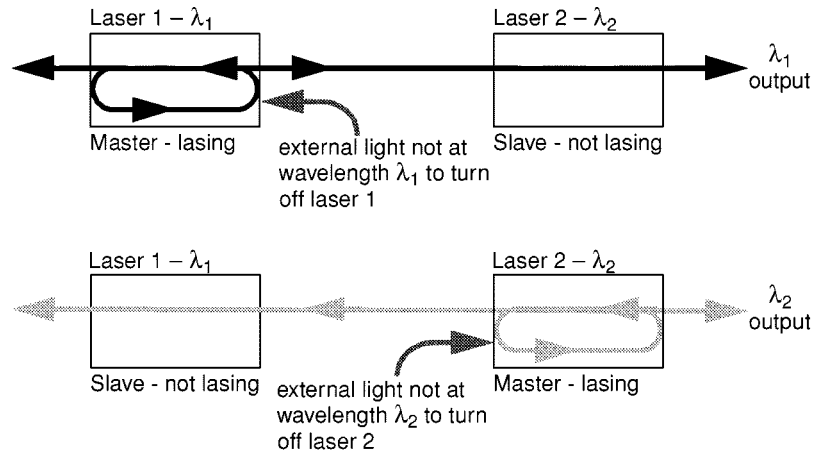 Laser 1 – λ₁
Laser 2 – λ₂
λ₁
output
Master - lasing
external light not at
wavelength λ₁ to turn
off laser 1
Slave - not lasing
Laser 1 – λ₁
Laser 2 – λ₂
λ₂
output
Slave - not lasing
external light not at
wavelength λ₂ to turn
off laser 2
Master - lasing